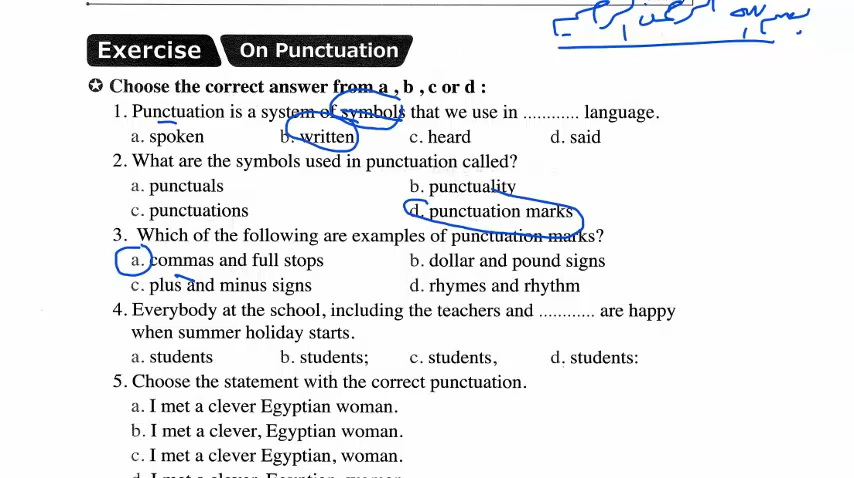 بسم الله الرحمن الرحيم
Exercise On Punctuation
✪ Choose the correct answer from a , b , c or d :
1. Punctuation is a system of symbols that we use in ............ language.
a. spoken b. written c. heard d. said
2. What are the symbols used in punctuation called?
a. punctuals b. punctuality
c. punctuations d. punctuation marks
3. Which of the following are examples of punctuation marks?
a. commas and full stops b. dollar and pound signs
c. plus and minus signs d. rhymes and rhythm
4. Everybody at the school, including the teachers and ............ are happy
when summer holiday starts.
a. students b. students; c. students, d. students:
5. Choose the statement with the correct punctuation.
a. I met a clever Egyptian woman.
b. I met a clever, Egyptian woman.
c. I met a clever Egyptian, woman.